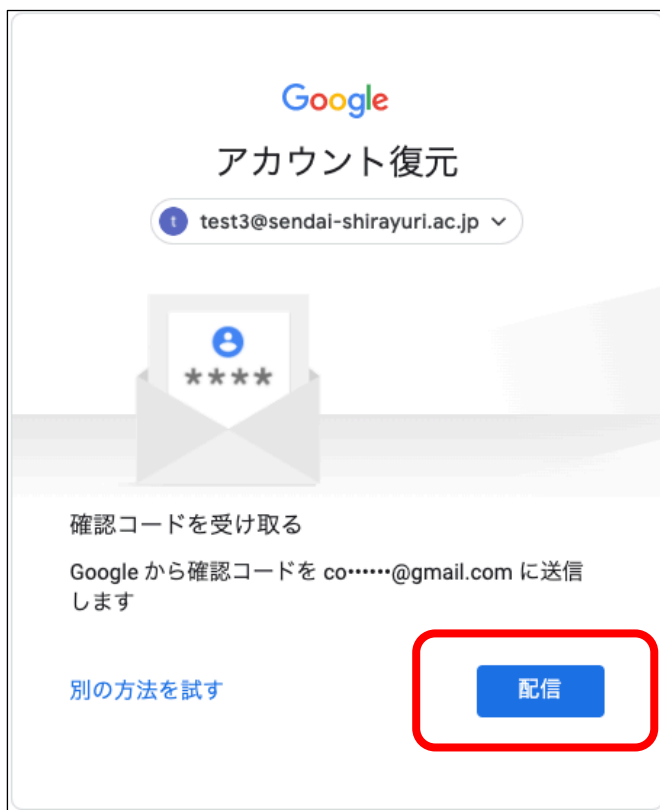 Google
アカウント復元
t test3@sendai-shirayuri.ac.jp
****
確認コードを受け取る
Google から確認コードを co••••••@gmail.com に送信
します
別の方法を試す 配信